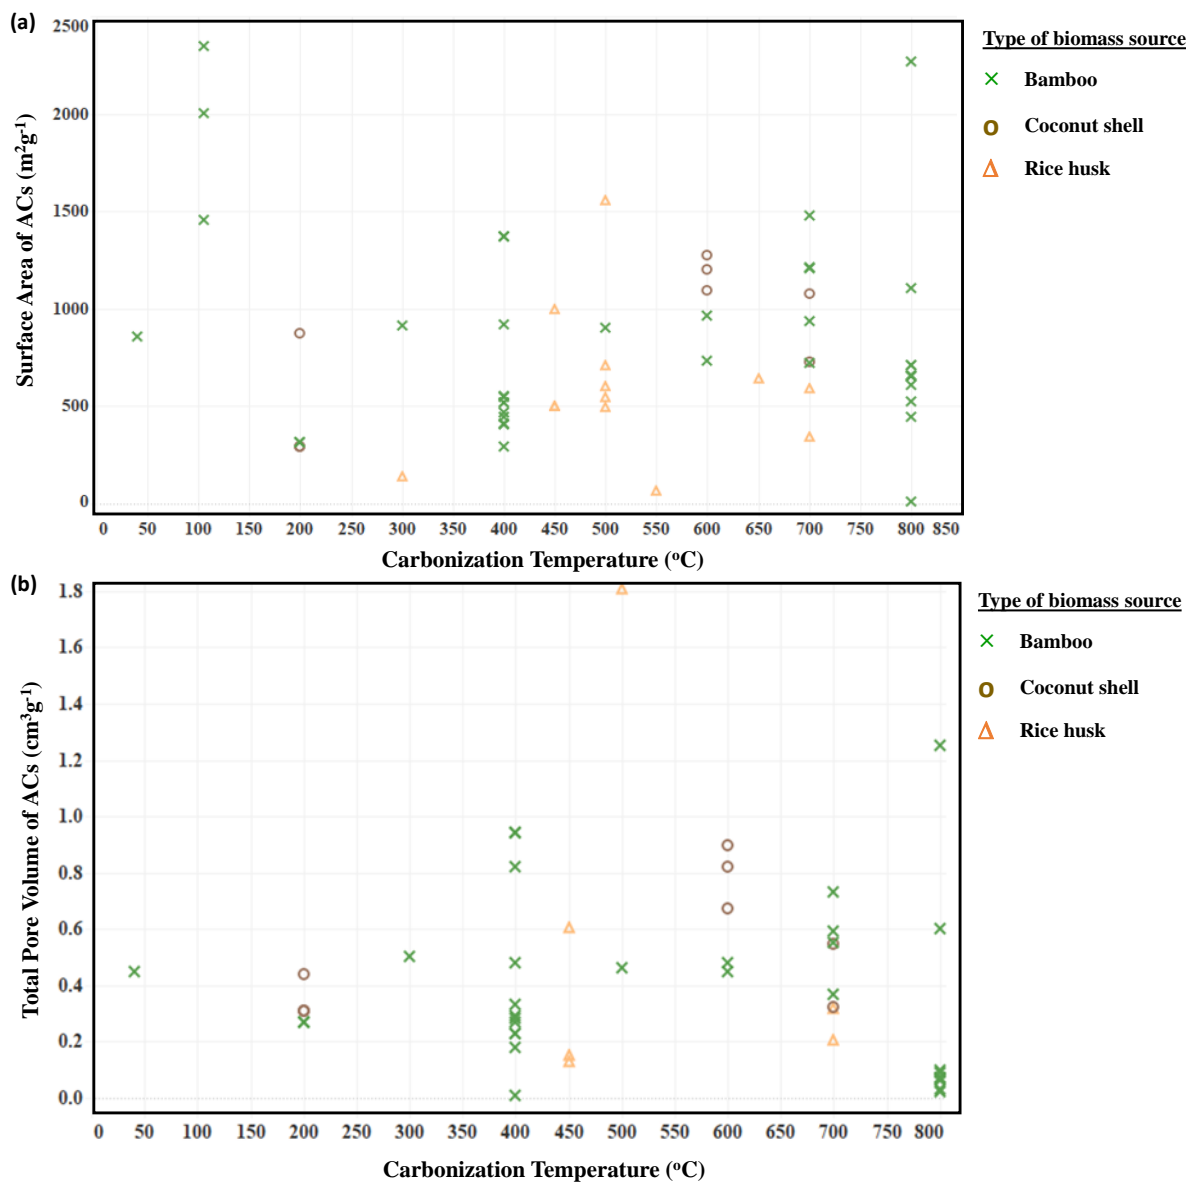 (a)
2500
2000
1500
1000
500
0
Surface Area of ACs (m²g⁻¹)
0 50 100 150 200 250 300 350 400 450 500 550 600 650 700 750 800 850
Carbonization Temperature (°C)
Type of biomass source
Bamboo
Coconut shell
Rice husk
(b)
1.8
1.6
1.4
1.2
1.0
0.8
0.6
0.4
0.2
0.0
Total Pore Volume of ACs (cm³g⁻¹)
0 50 100 150 200 250 300 350 400 450 500 550 600 650 700 750 800
Carbonization Temperature (°C)
Type of biomass source
Bamboo
Coconut shell
Rice husk